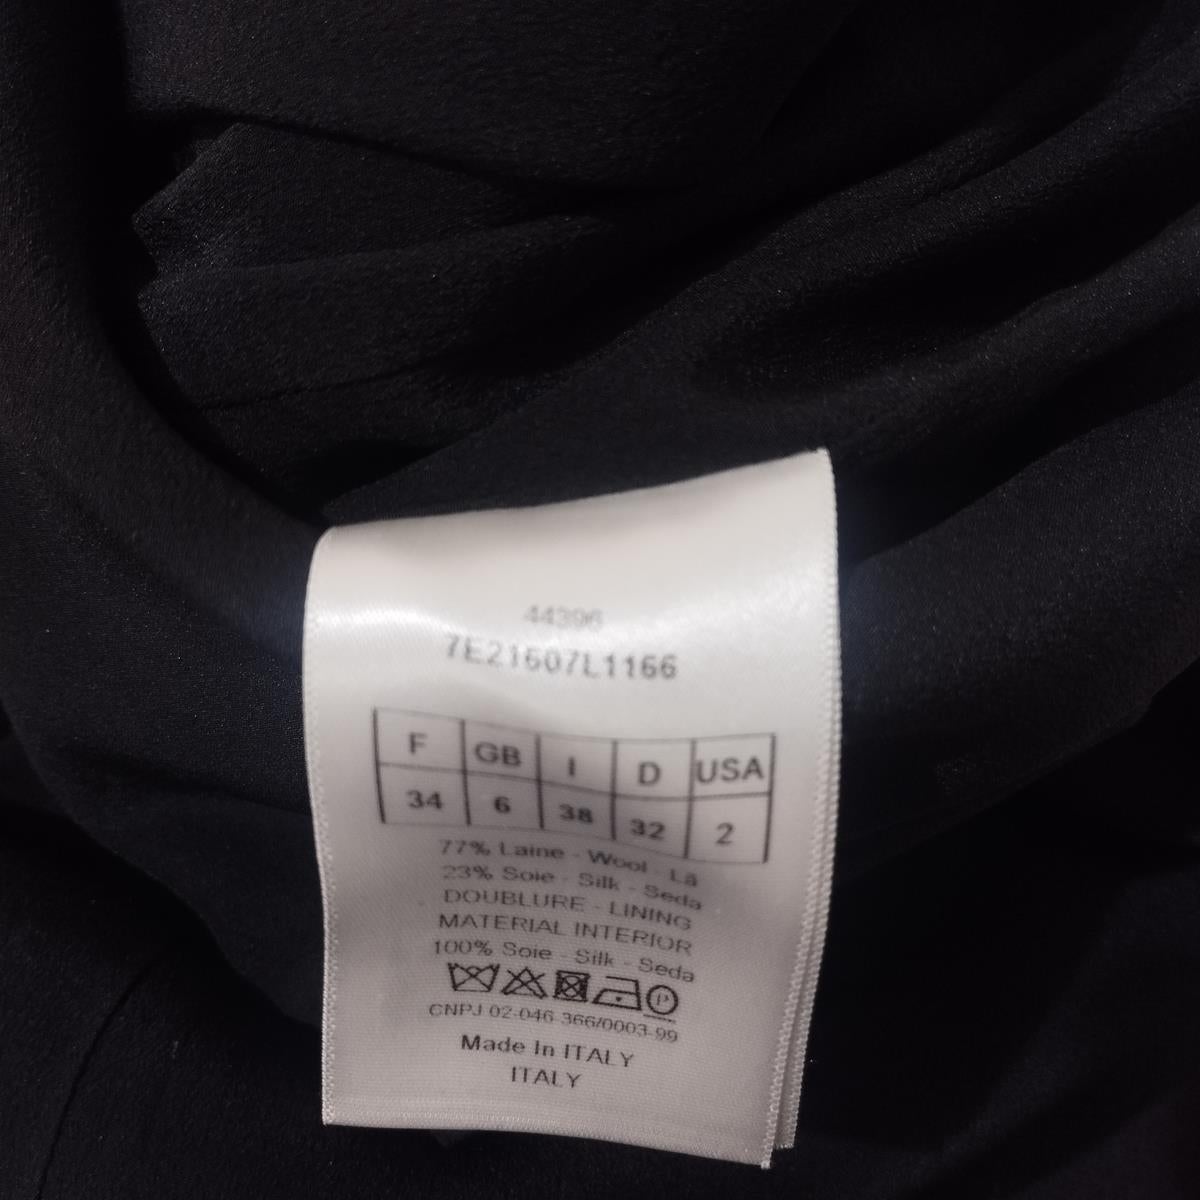 44396
7E21607L1166
F GB I D USA
34 6 38 32 2
77% Laine - Wool - Lã
23% Soie - Silk - Seda
DOUBLURE - LINING
MATERIAL INTERIOR
100% Soie - Silk - Seda
P
CNPJ 02-046-366/0003-99
Made In ITALY
ITALY